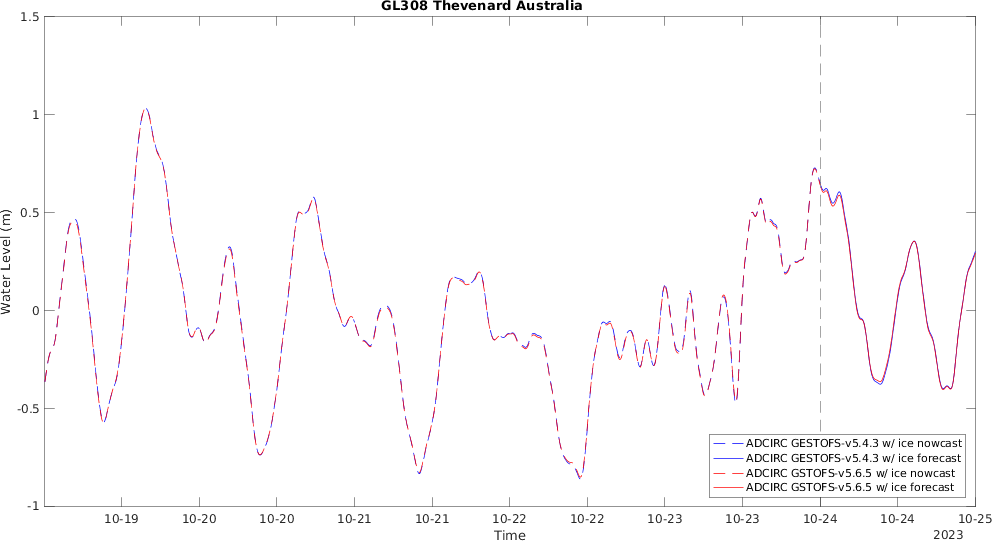 GL308 Thevenard Australia
1.5
1
0.5
0
-0.5
-1
Water Level (m)
10-19
10-20
10-20
10-21
10-21
10-22
10-22
10-23
10-23
10-24
10-24
10-25
2023
Time
ADCIRC GESTOFS-v5.4.3 w/ ice nowcast
ADCIRC GESTOFS-v5.4.3 w/ ice forecast
ADCIRC GSTOFS-v5.6.5 w/ ice nowcast
ADCIRC GSTOFS-v5.6.5 w/ ice forecast